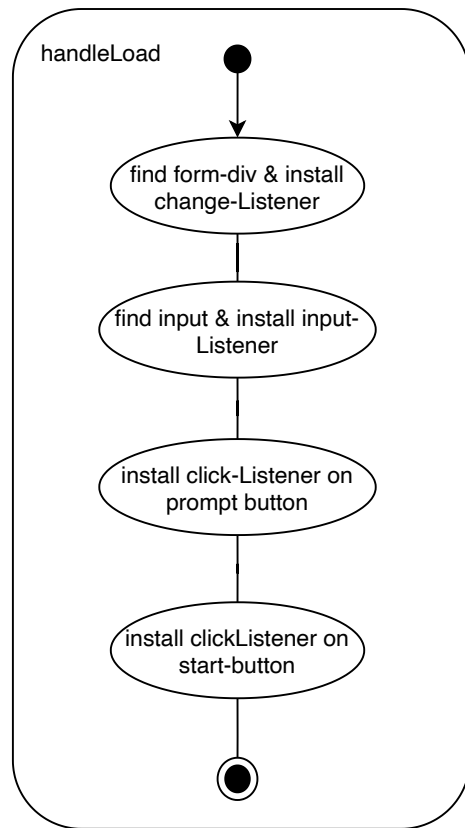 handleLoad
find form-div & install
change-Listener
find input & install input-
Listener
install click-Listener on
prompt button
install clickListener on
start-button